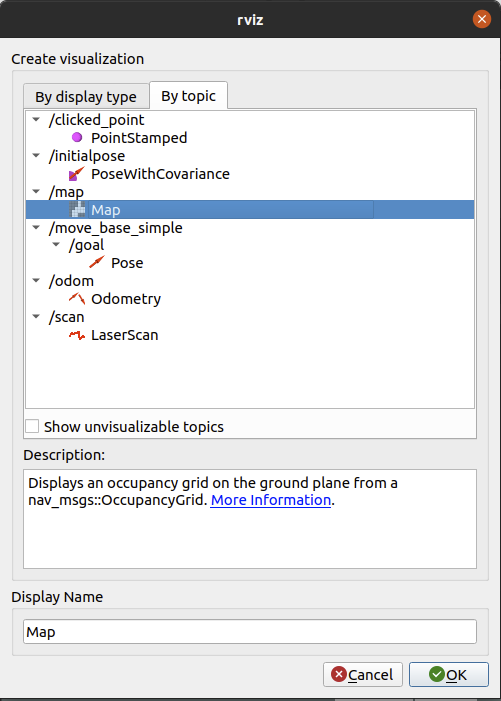 rviz
Create visualization
By display type
By topic
/clicked_point
PointStamped
/initialpose
PoseWithCovariance
/map
Map
/move_base_simple
/goal
Pose
/odom
Odometry
/scan
LaserScan
Show unvisualizable topics
Description:
Displays an occupancy grid on the ground plane from a
nav_msgs::OccupancyGrid. More Information.
Display Name
Map
Cancel
OK